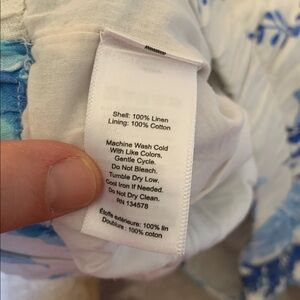 Shell: 100% Linen
Lining: 100% Cotton
Machine Wash Cold
With Like Colors,
Gentle Cycle.
Do Not Bleach.
Tumble Dry Low.
Cool Iron If Needed.
Do Not Dry Clean.
RN 134578
Étoffe extérieure: 100% lin
Doublure : 100% coton